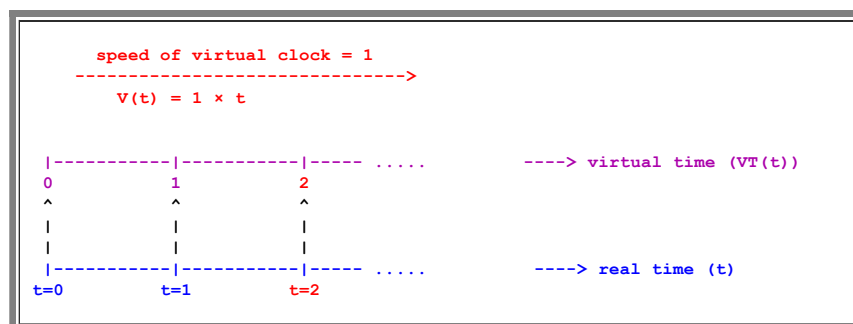 speed of virtual clock = 1
------------------------------->
V(t) = 1 × t
|-----------|-----------|----- ..... ----> virtual time (VT(t))
0 1 2
^ ^ ^
| | |
| | |
|-----------|-----------|----- ..... ----> real time (t)
t=0 t=1 t=2